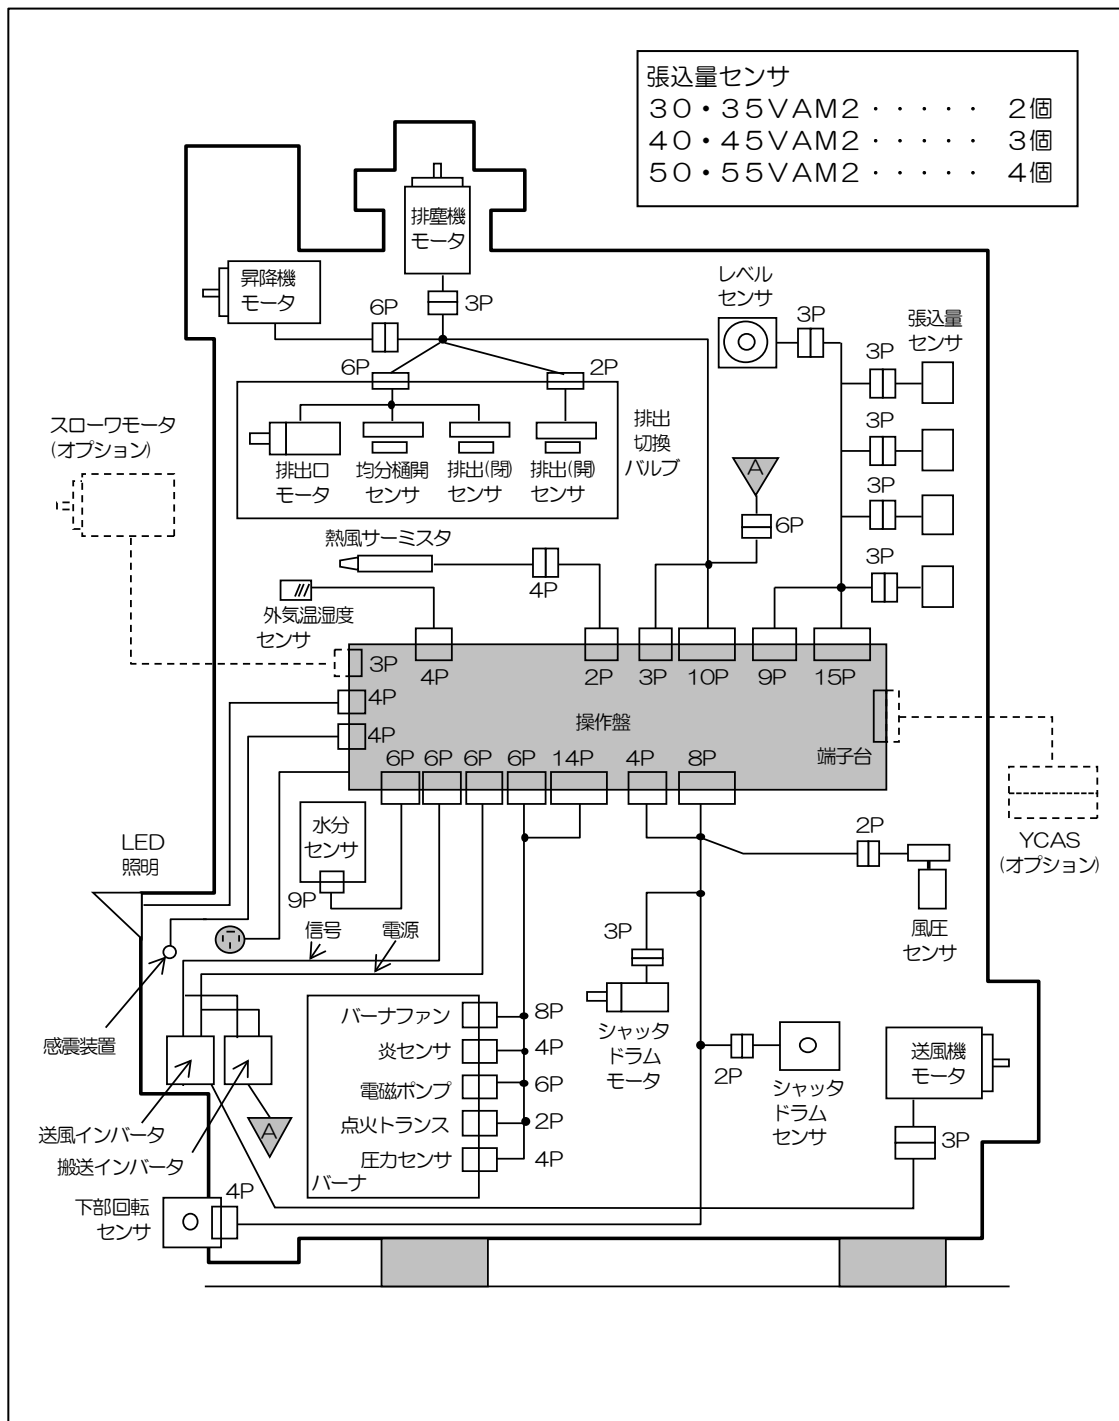 張込量センサ
30・35VAM2・・・・・ 2個
40・45VAM2・・・・・ 3個
50・55VAM2・・・・・ 4個
排塵機
モータ
昇降機
モータ
6P
3P
レベル
センサ
3P
張込量
センサ
3P
3P
3P
3P
6P
2P
排出
切換
バルブ
排出口
モータ
均分樋開
センサ
排出(閉)
センサ
排出(開)
センサ
スローワモータ
(オプション)
A
6P
熱風サーミスタ
4P
外気温湿度
センサ
3P
4P
2P
3P
10P
9P
15P
4P
4P
操作盤
端子台
6P
6P
6P
6P
14P
4P
8P
YCAS
(オプション)
水分
センサ
9P
LED
照明
信号
電源
2P
風圧
センサ
3P
シャッタ
ドラム
モータ
感震装置
バーナファン
8P
炎センサ
4P
電磁ポンプ
6P
点火トランス
2P
圧力センサ
4P
バーナ
2P
シャッタ
ドラム
センサ
送風機
モータ
3P
A
送風インバータ
搬送インバータ
下部回転
センサ
4P